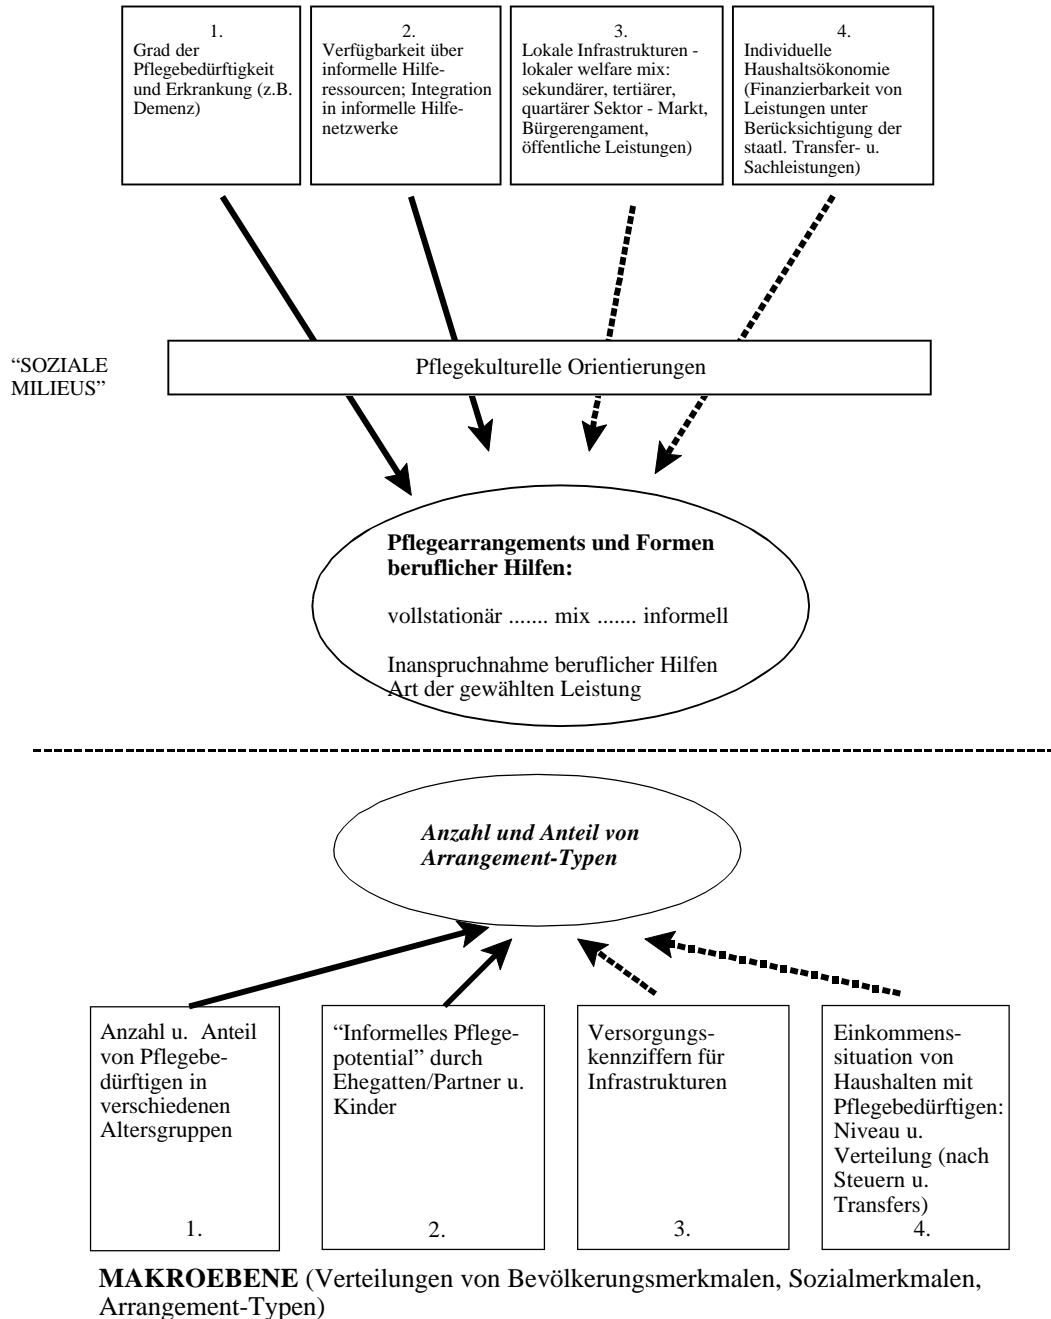 1.
Grad der
Pflegebedürftigkeit
und Erkrankung (z.B.
Demenz)
2.
Verfügbarkeit über
informelle Hilfe-
ressourcen; Integration
in informelle Hilfe-
netzwerke
3.
Lokale Infrastrukturen -
lokaler welfare mix:
sekundärer, tertiärer,
quartärer Sektor - Markt,
Bürgerengament,
öffentliche Leistungen)
4.
Individuelle
Haushaltsökonomie
(Finanzierbarkeit von
Leistungen unter
Berücksichtigung der
staatl. Transfer- u.
Sachleistungen)
“SOZIALE
MILIEUS”
Pflegekulturelle Orientierungen
Pflegearrangements und Formen
beruflicher Hilfen:
vollstationär ....... mix ....... informell
Inanspruchnahme beruflicher Hilfen
Art der gewählten Leistung
Anzahl und Anteil von
Arrangement-Typen
Anzahl u. Anteil
von Pflegebe-
dürftigen in
verschiedenen
Altersgruppen
1.
“Informelles Pflege-
potential” durch
Ehegatten/Partner u.
Kinder
2.
Versorgungs-
kennziffern für
Infrastrukturen
3.
Einkommens-
situation von
Haushalten mit
Pflegebedürftigen:
Niveau u.
Verteilung (nach
Steuern u.
Transfers)
4.
MAKROEBENE (Verteilungen von Bevölkerungsmerkmalen, Sozialmerkmalen,
Arrangement-Typen)